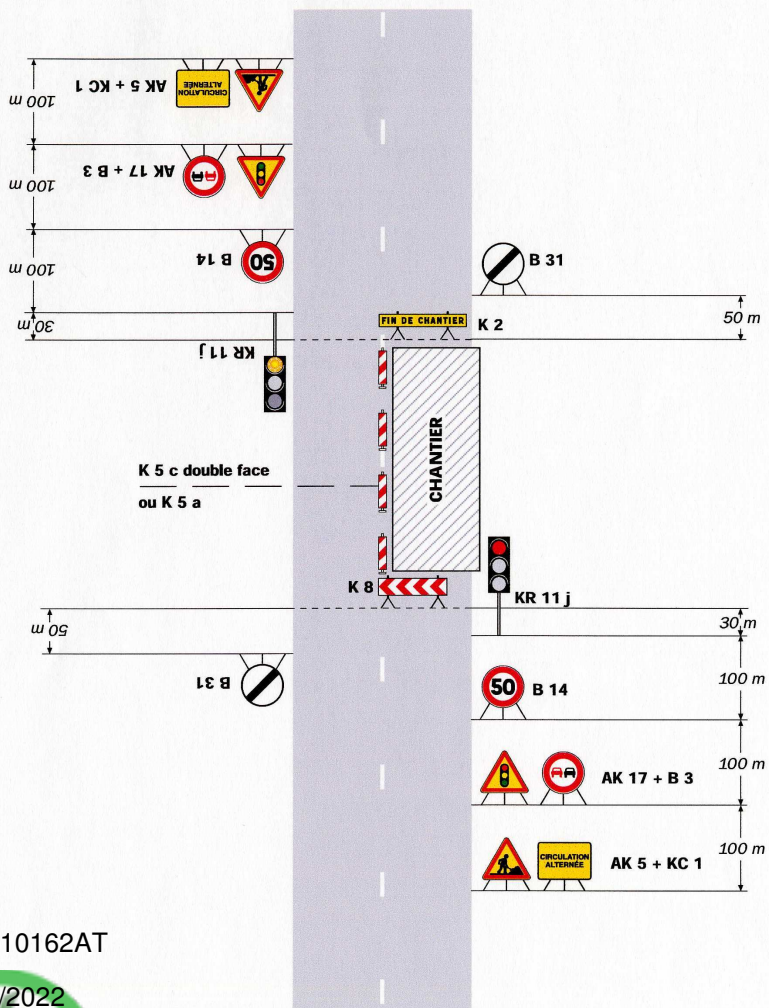 AK 5 + KC 1
CIRCULATION
ALTERNÉE
100 m
AK 17 + B 3
100 m
B 14
50
100 m
B 31
FIN DE CHANTIER
K 2
50 m
30 m
KR 11 j
CHANTIER
K 5 c double face
ou K 5 a
K 8
KR 11 j
30 m
50 m
B 31
50
B 14
100 m
AK 17 + B 3
100 m
CIRCULATION
ALTERNÉE
AK 5 + KC 1
100 m
10162AT
/2022